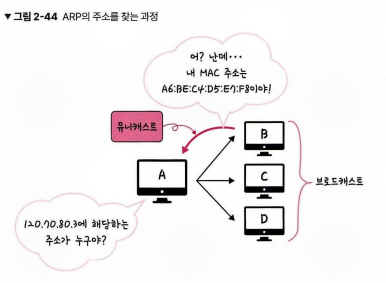 ▼ 그림 2-44 ARP의 주소를 찾는 과정
어? 난데···
내 MAC 주소는
A6:BE:C4:D5:E7:F8이야!
유니캐스트
B
A
C
브로드캐스트
D
120.70.80.3에 해당하는
주소가 누구야?